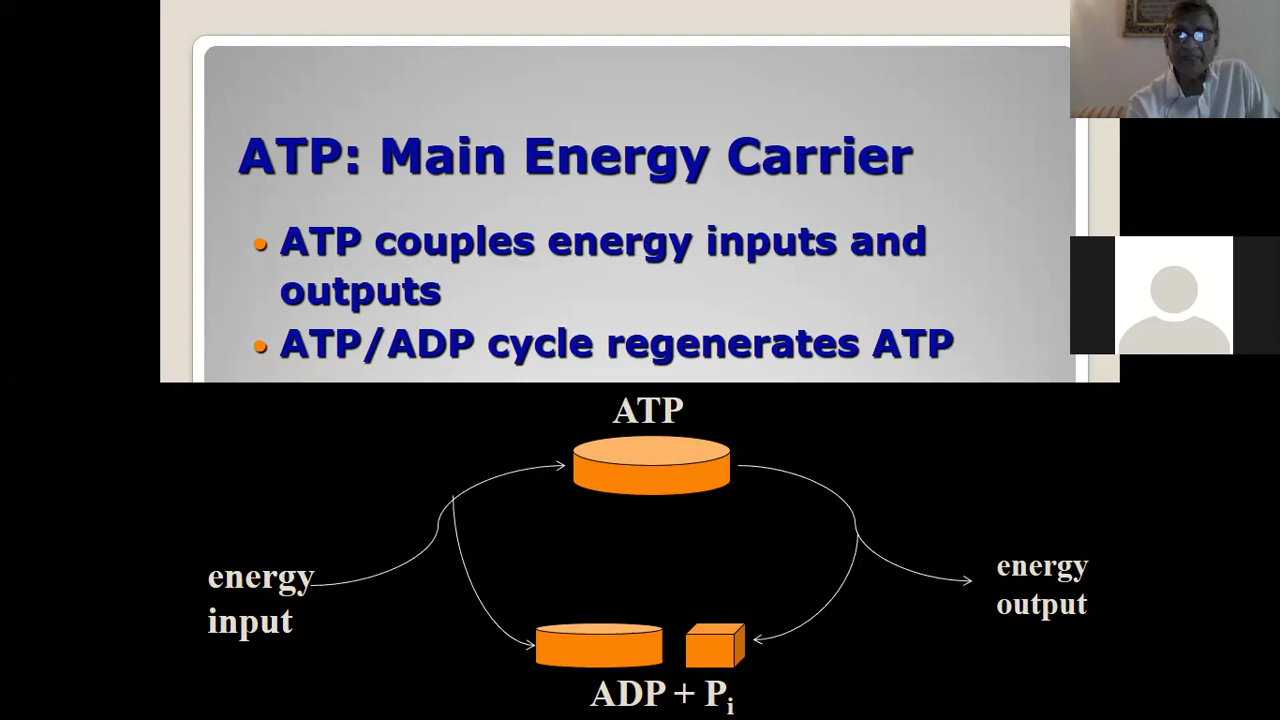 ATP: Main Energy Carrier
• ATP couples energy inputs and
outputs
• ATP/ADP cycle regenerates ATP
ATP
energy
input
energy
output
ADP + Pi